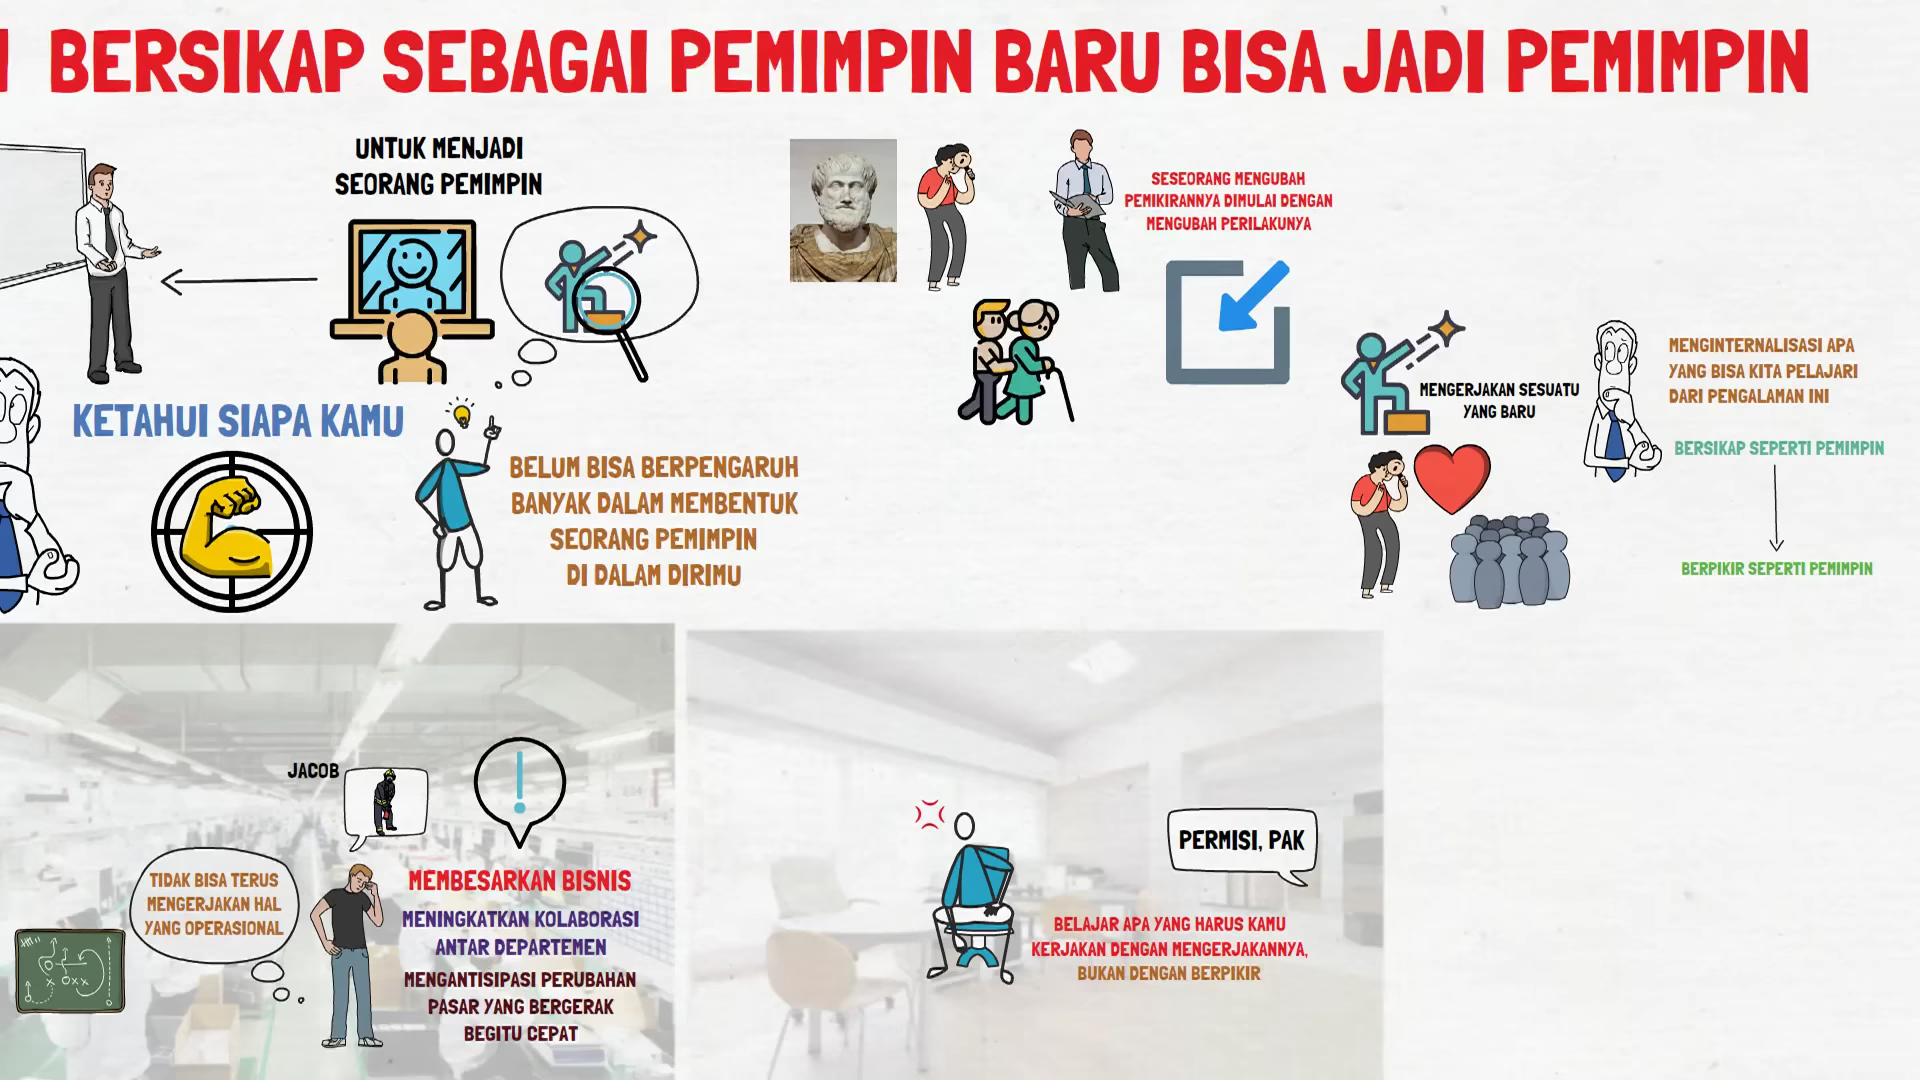 BERSIKAP SEBAGAI PEMIMPIN BARU BISA JADI PEMIMPIN
UNTUK MENJADI
SEORANG PEMIMPIN
SESEORANG MENGUBAH
PEMIKIRANNYA DIMULAI DENGAN
MENGUBAH PERILAKUNYA
KETAHUI SIAPA KAMU
BELUM BISA BERPENGARUH
BANYAK DALAM MEMBENTUK
SEORANG PEMIMPIN
DI DALAM DIRIMU
MENGERJAKAN SESUATU
YANG BARU
MENGINTERNALISASI APA
YANG BISA KITA PELAJARI
DARI PENGALAMAN INI
BERSIKAP SEPERTI PEMIMPIN
BERPIKIR SEPERTI PEMIMPIN
JACOB
TIDAK BISA TERUS
MENGERJAKAN HAL
YANG OPERASIONAL
MEMBESARKAN BISNIS
MENINGKATKAN KOLABORASI
ANTAR DEPARTEMEN
MENGANTISIPASI PERUBAHAN
PASAR YANG BERGERAK
BEGITU CEPAT
PERMISI, PAK
BELAJAR APA YANG HARUS KAMU
KERJAKAN DENGAN MENGERJAKANNYA,
BUKAN DENGAN BERPIKIR